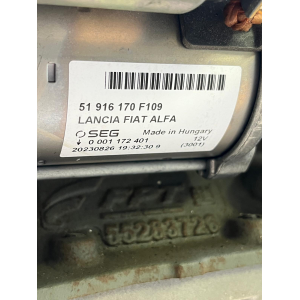 51 916 170 F109
LANCIA FIAT ALFA
SEG Made in Hungary
0 001 172 401 12V
20230826 19:32:30 9 (3001)